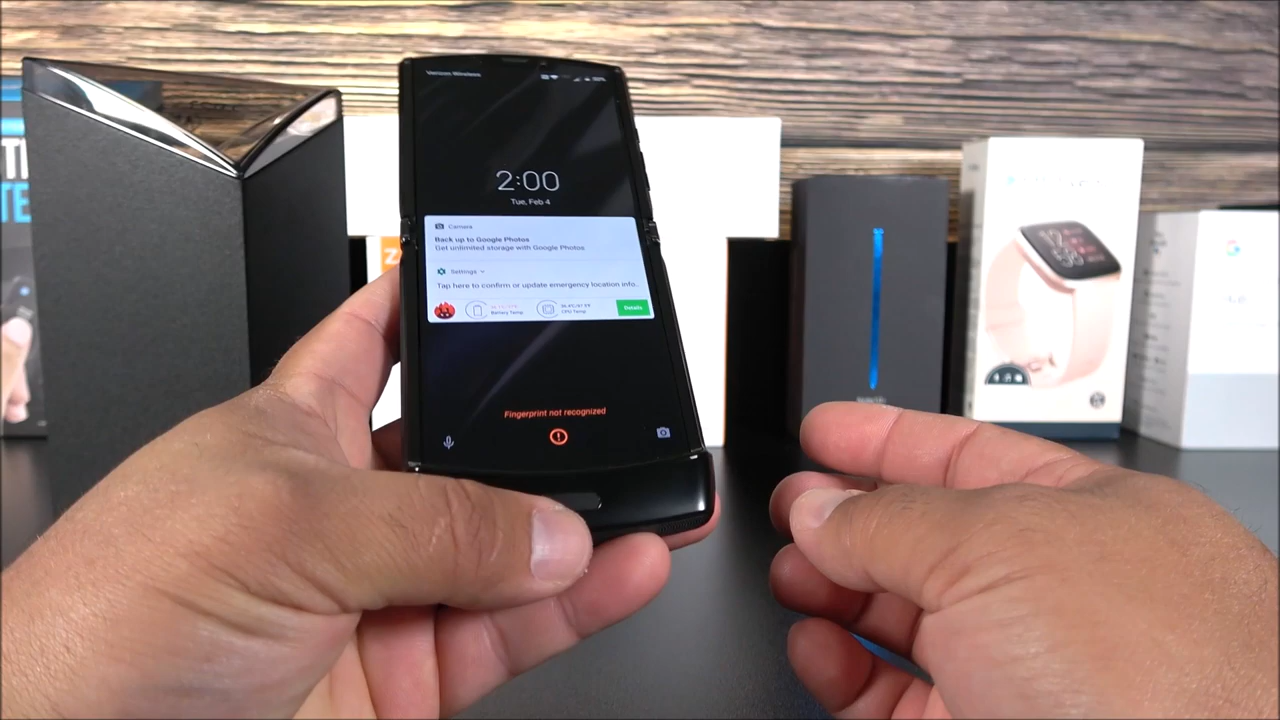 Verizon Wireless
2:00
Tue, Feb 4
Camera
Back up to Google Photos
Get unlimited storage with Google Photos
Settings
Tap here to confirm or update emergency location info..
Battery Temp
CPU Temp
Details
Fingerprint not recognized